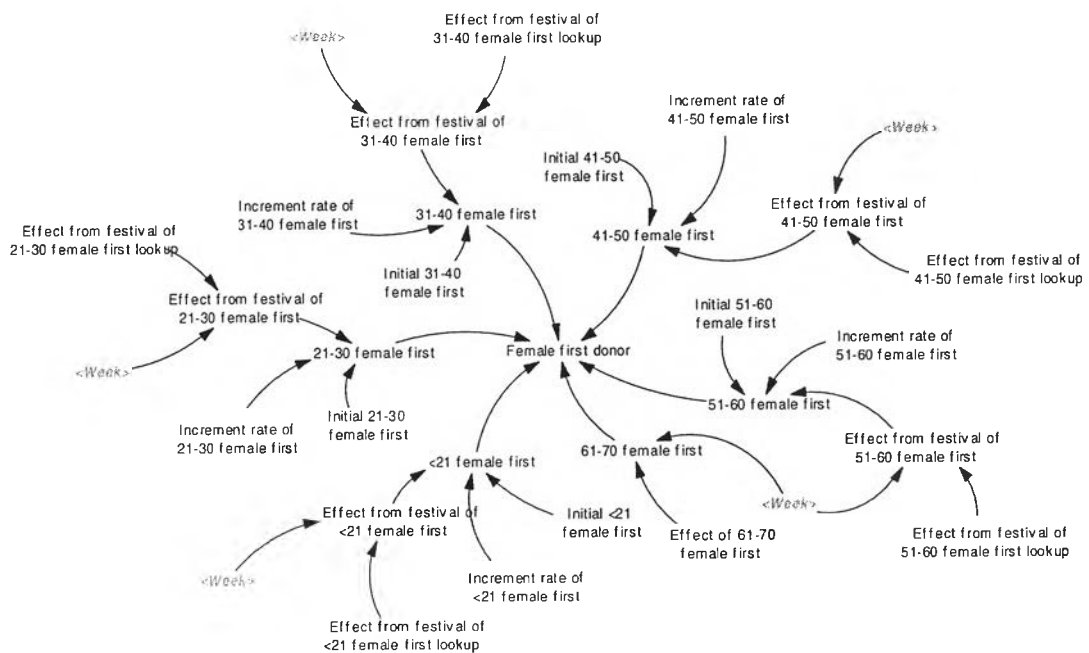 Effect from festival of
31-40 female first lookup
<Week>
Increment rate of
41-50 female first
Effect from festival of
31-40 female first
<Week>
Initial 41-50
female first
Increment rate of
31-40 female first
31-40 female first
Effect from festival of
41-50 female first
41-50 female first
Effect from festival of
21-30 female first lookup
Initial 31-40
female first
Effect from festival of
41-50 female first lookup
Effect from festival of
21-30 female first
Initial 51-60
female first
Increment rate of
51-60 female first
21-30 female first
Female first donor
<Week>
51-60 female first
Increment rate of
21-30 female first
Initial 21-30
female first
Effect from festival of
51-60 female first
<21 female first
61-70 female first
<Week>
Effect from festival of
<21 female first
Initial <21
female first
Effect of 61-70
female first
Effect from festival of
51-60 female first lookup
<Week>
Increment rate of
<21 female first
Effect from festival of
<21 female first lookup